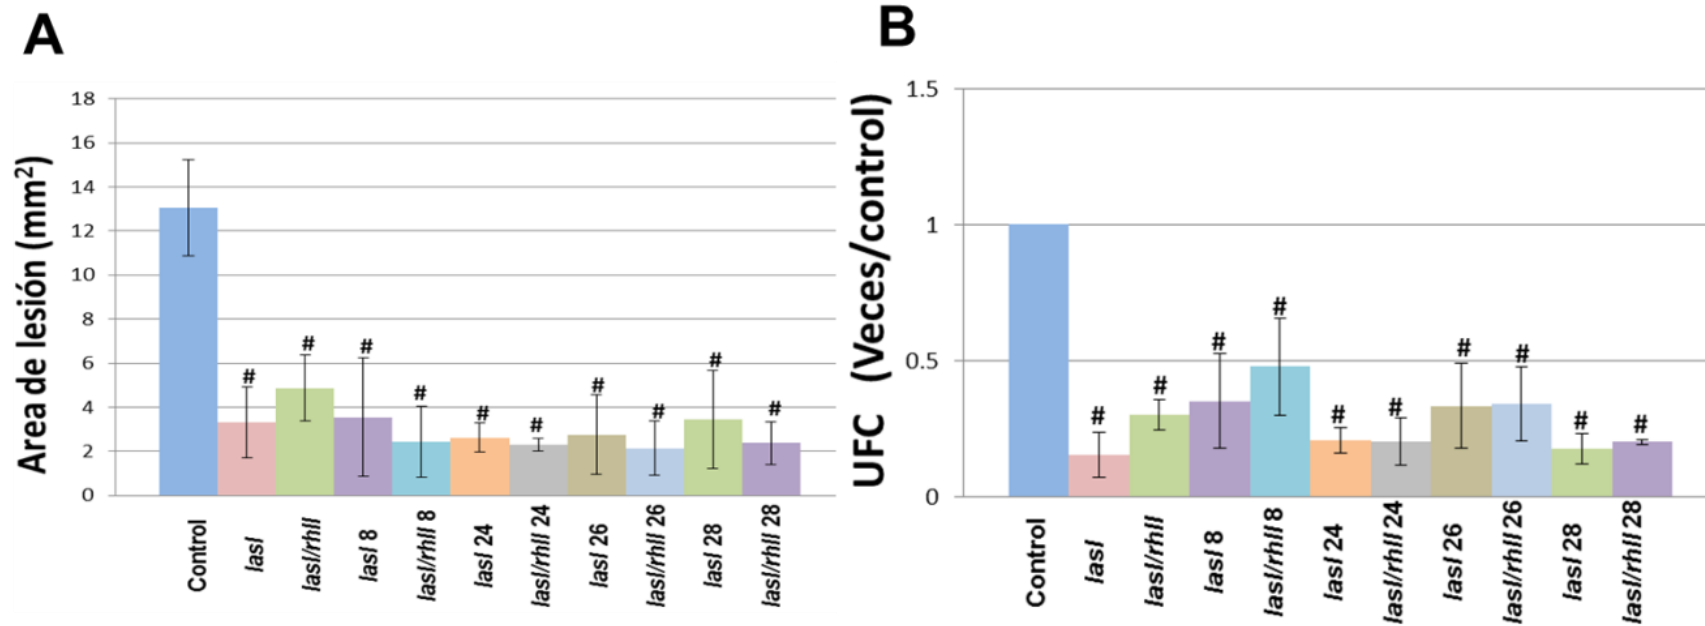 A
Area de lesión (mm²)
18
16
14
12
10
8
6
4
2
0
# # # # # # # # # #
Control
lasI
lasI/rhlI
lasI 8
lasI/rhlI 8
lasI 24
lasI/rhlI 24
lasI 26
lasI/rhlI 26
lasI 28
lasI/rhlI 28
B
UFC (Veces/control)
1.5
1
0.5
0
# # # # # # # # # #
Control
lasI
lasI/rhlI
lasI 8
lasI/rhlI 8
lasI 24
lasI/rhlI 24
lasI 26
lasI/rhlI 26
lasI 28
lasI/rhlI 28